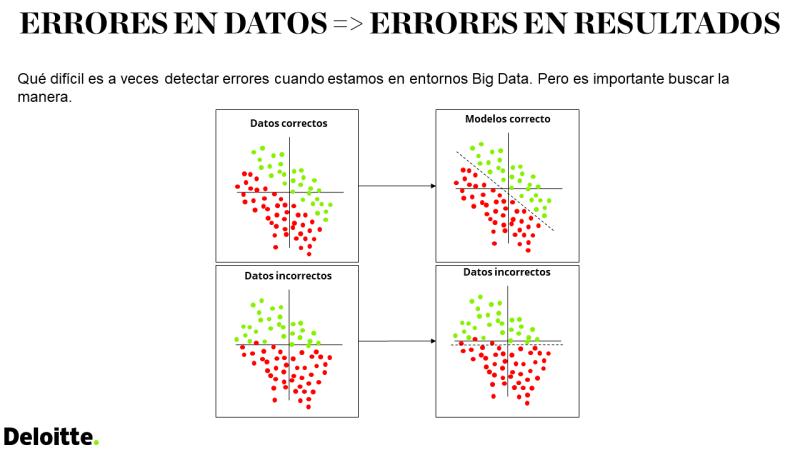 ERRORES EN DATOS => ERRORES EN RESULTADOS
Qué difícil es a veces detectar errores cuando estamos en entornos Big Data. Pero es importante buscar la
manera.
Datos correctos
Modelos correcto
Datos incorrectos
Datos incorrectos
Deloitte.